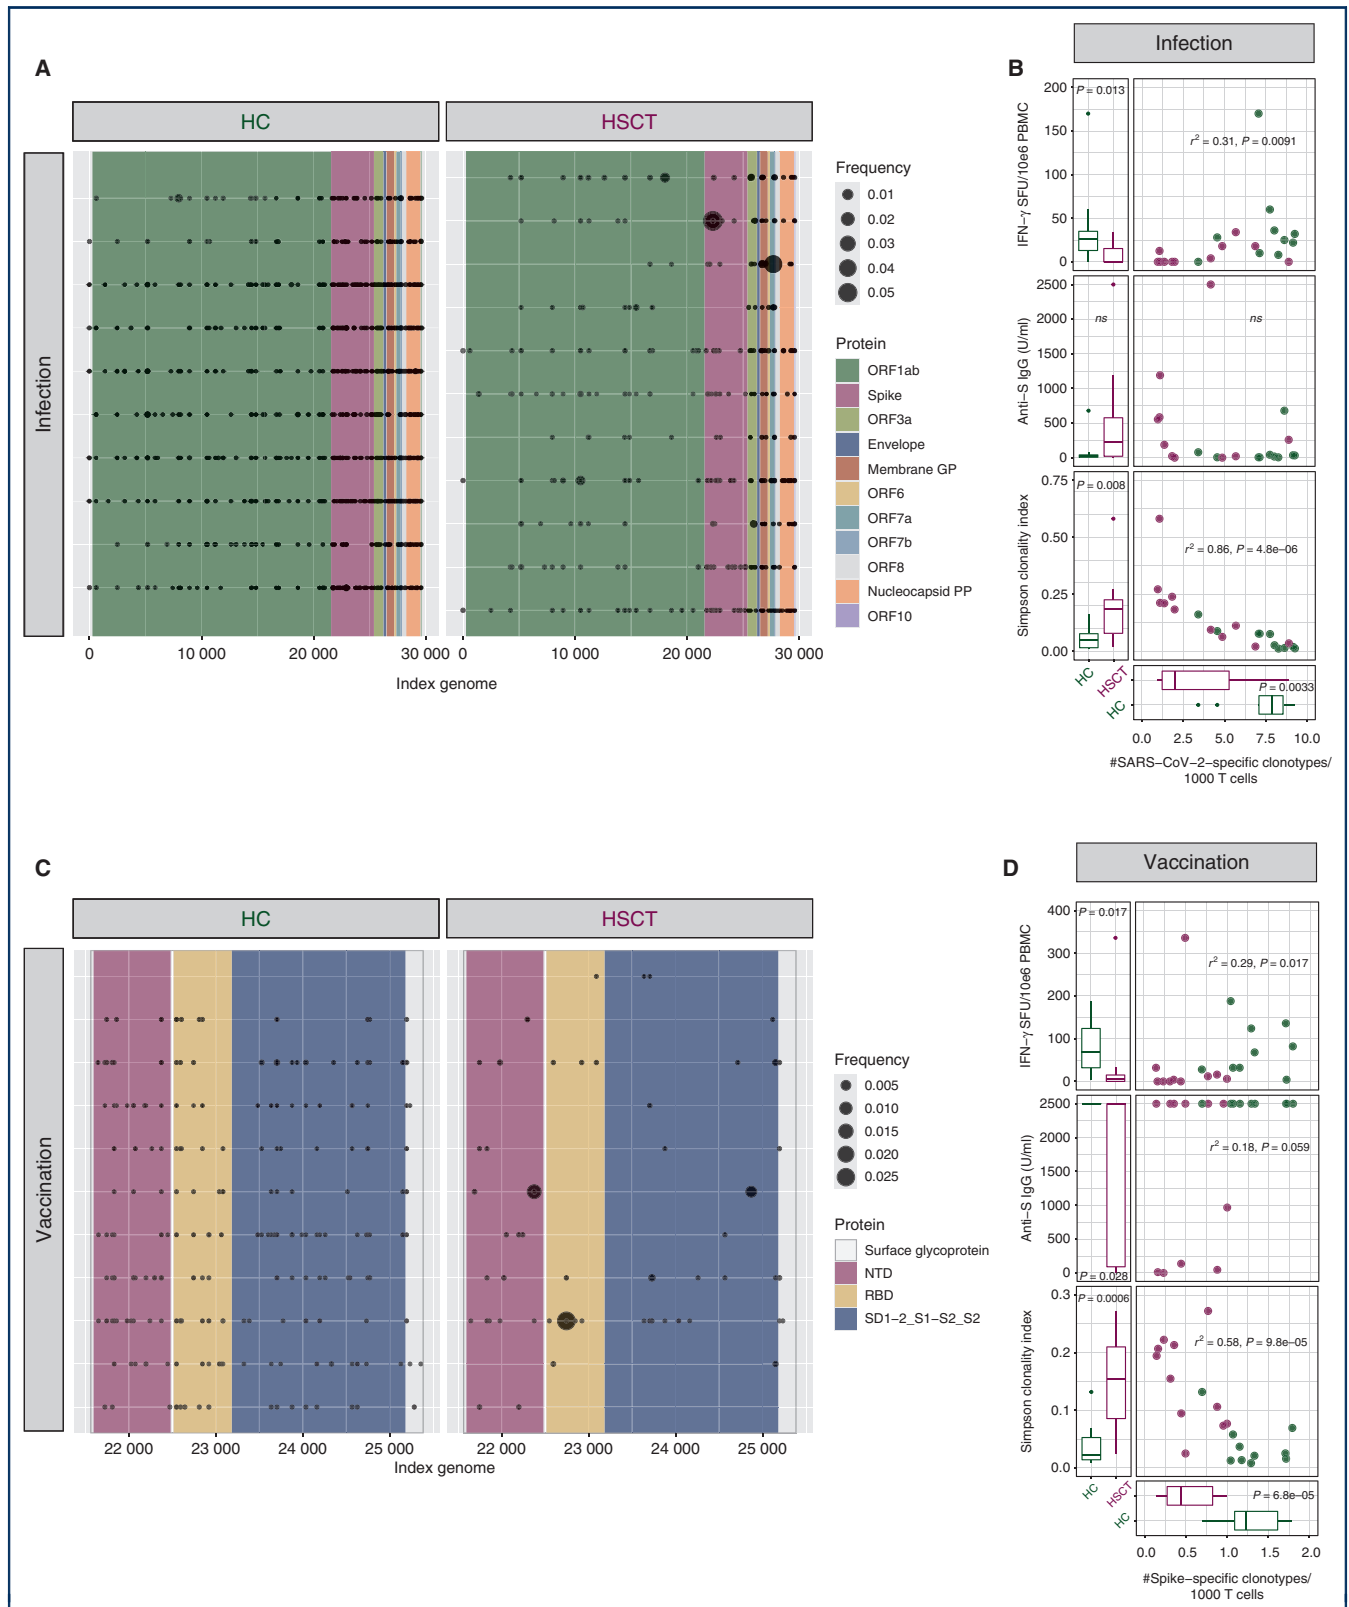 A
HC
HSCT
Infection
0
10 000
20 000
30 000
0
10 000
20 000
30 000
Index genome
Frequency
0.01
0.02
0.03
0.04
0.05
Protein
ORF1ab
Spike
ORF3a
Envelope
Membrane GP
ORF6
ORF7a
ORF7b
ORF8
Nucleocapsid PP
ORF10
B
Infection
IFN–γ SFU/10e6 PBMC
200
150
100
50
0
P = 0.013
r² = 0.31, P = 0.0091
Anti–S IgG (U/ml)
2500
2000
1500
1000
500
0
ns
ns
Simpson clonality index
0.75
0.50
0.25
0.00
P = 0.008
r² = 0.86, P = 4.8e–06
HC
HSCT
HC
P = 0.0033
0.0
2.5
5.0
7.5
10.0
#SARS–CoV–2–specific clonotypes/
1000 T cells
C
HC
HSCT
Vaccination
22 000
23 000
24 000
25 000
22 000
23 000
24 000
25 000
Index genome
Frequency
0.005
0.010
0.015
0.020
0.025
Protein
Surface glycoprotein
NTD
RBD
SD1–2_S1–S2_S2
D
Vaccination
IFN–γ SFU/10e6 PBMC
400
300
200
100
0
P = 0.017
r² = 0.29, P = 0.017
Anti–S IgG (U/ml)
2500
2000
1500
1000
500
0
P = 0.028
r² = 0.18, P = 0.059
Simpson clonality index
0.3
0.2
0.1
0.0
P = 0.0006
r² = 0.58, P = 9.8e–05
HC
HSCT
HC
P = 6.8e–05
0.0
0.5
1.0
1.5
2.0
#Spike–specific clonotypes/
1000 T cells